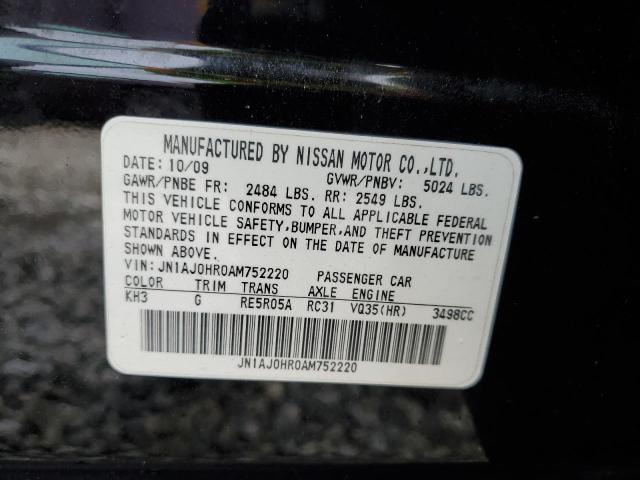 MANUFACTURED BY NISSAN MOTOR CO.,LTD.
DATE: 10/09 GVWR/PNBV: 5024 LBS.
GAWR/PNBE FR: 2484 LBS. RR: 2549 LBS.
THIS VEHICLE CONFORMS TO ALL APPLICABLE FEDERAL
MOTOR VEHICLE SAFETY,BUMPER,AND THEFT PREVENTION
STANDARDS IN EFFECT ON THE DATE OF MANUFACTURE
SHOWN ABOVE.
VIN: JN1AJ0HR0AM752220 PASSENGER CAR
COLOR TRIM TRANS AXLE ENGINE
KH3 G RE5R05A RC31 VQ35(HR) 3498CC
JN1AJ0HR0AM752220